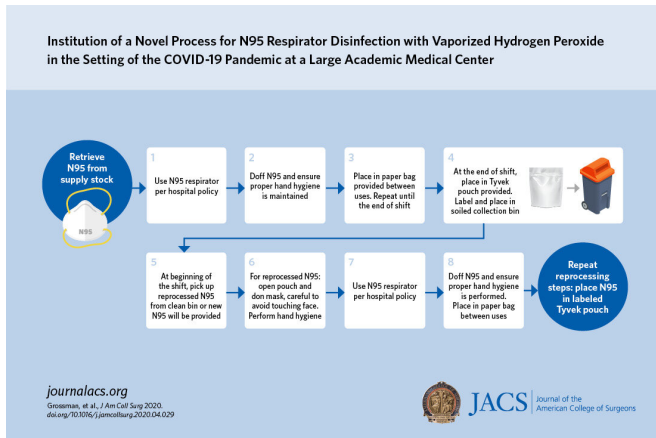 Institution of a Novel Process for N95 Respirator Disinfection with Vaporized Hydrogen Peroxide
in the Setting of the COVID-19 Pandemic at a Large Academic Medical Center
Retrieve
N95 from
supply stock
N95
1
Use N95 respirator
per hospital policy
2
Doff N95 and ensure
proper hand hygiene
is maintained
3
Place in paper bag
provided between
uses. Repeat until
the end of shift
4
At the end of shift,
place in Tyvek
pouch provided.
Label and place in
soiled collection bin
5
At beginning of
the shift, pick up
reprocessed N95
from clean bin or new
N95 will be provided
6
For reprocessed N95:
open pouch and
don mask, careful to
avoid touching face.
Perform hand hygiene
7
Use N95 respirator
per hospital policy
8
Doff N95 and ensure
proper hand hygiene
is performed.
Place in paper bag
between uses
Repeat
reprocessing
steps: place N95
in labeled
Tyvek pouch
journalacs.org
Grossman, et al., J Am Coll Surg 2020.
doi.org/10.1016/j.jamcollsurg.2020.04.029
JACS
Journal of the
American College of Surgeons